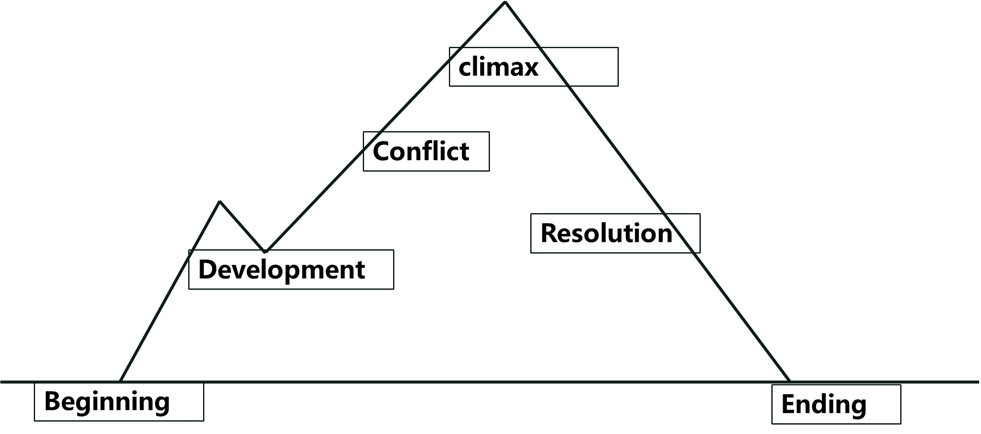 climax
Conflict
Resolution
Development
Beginning
Ending